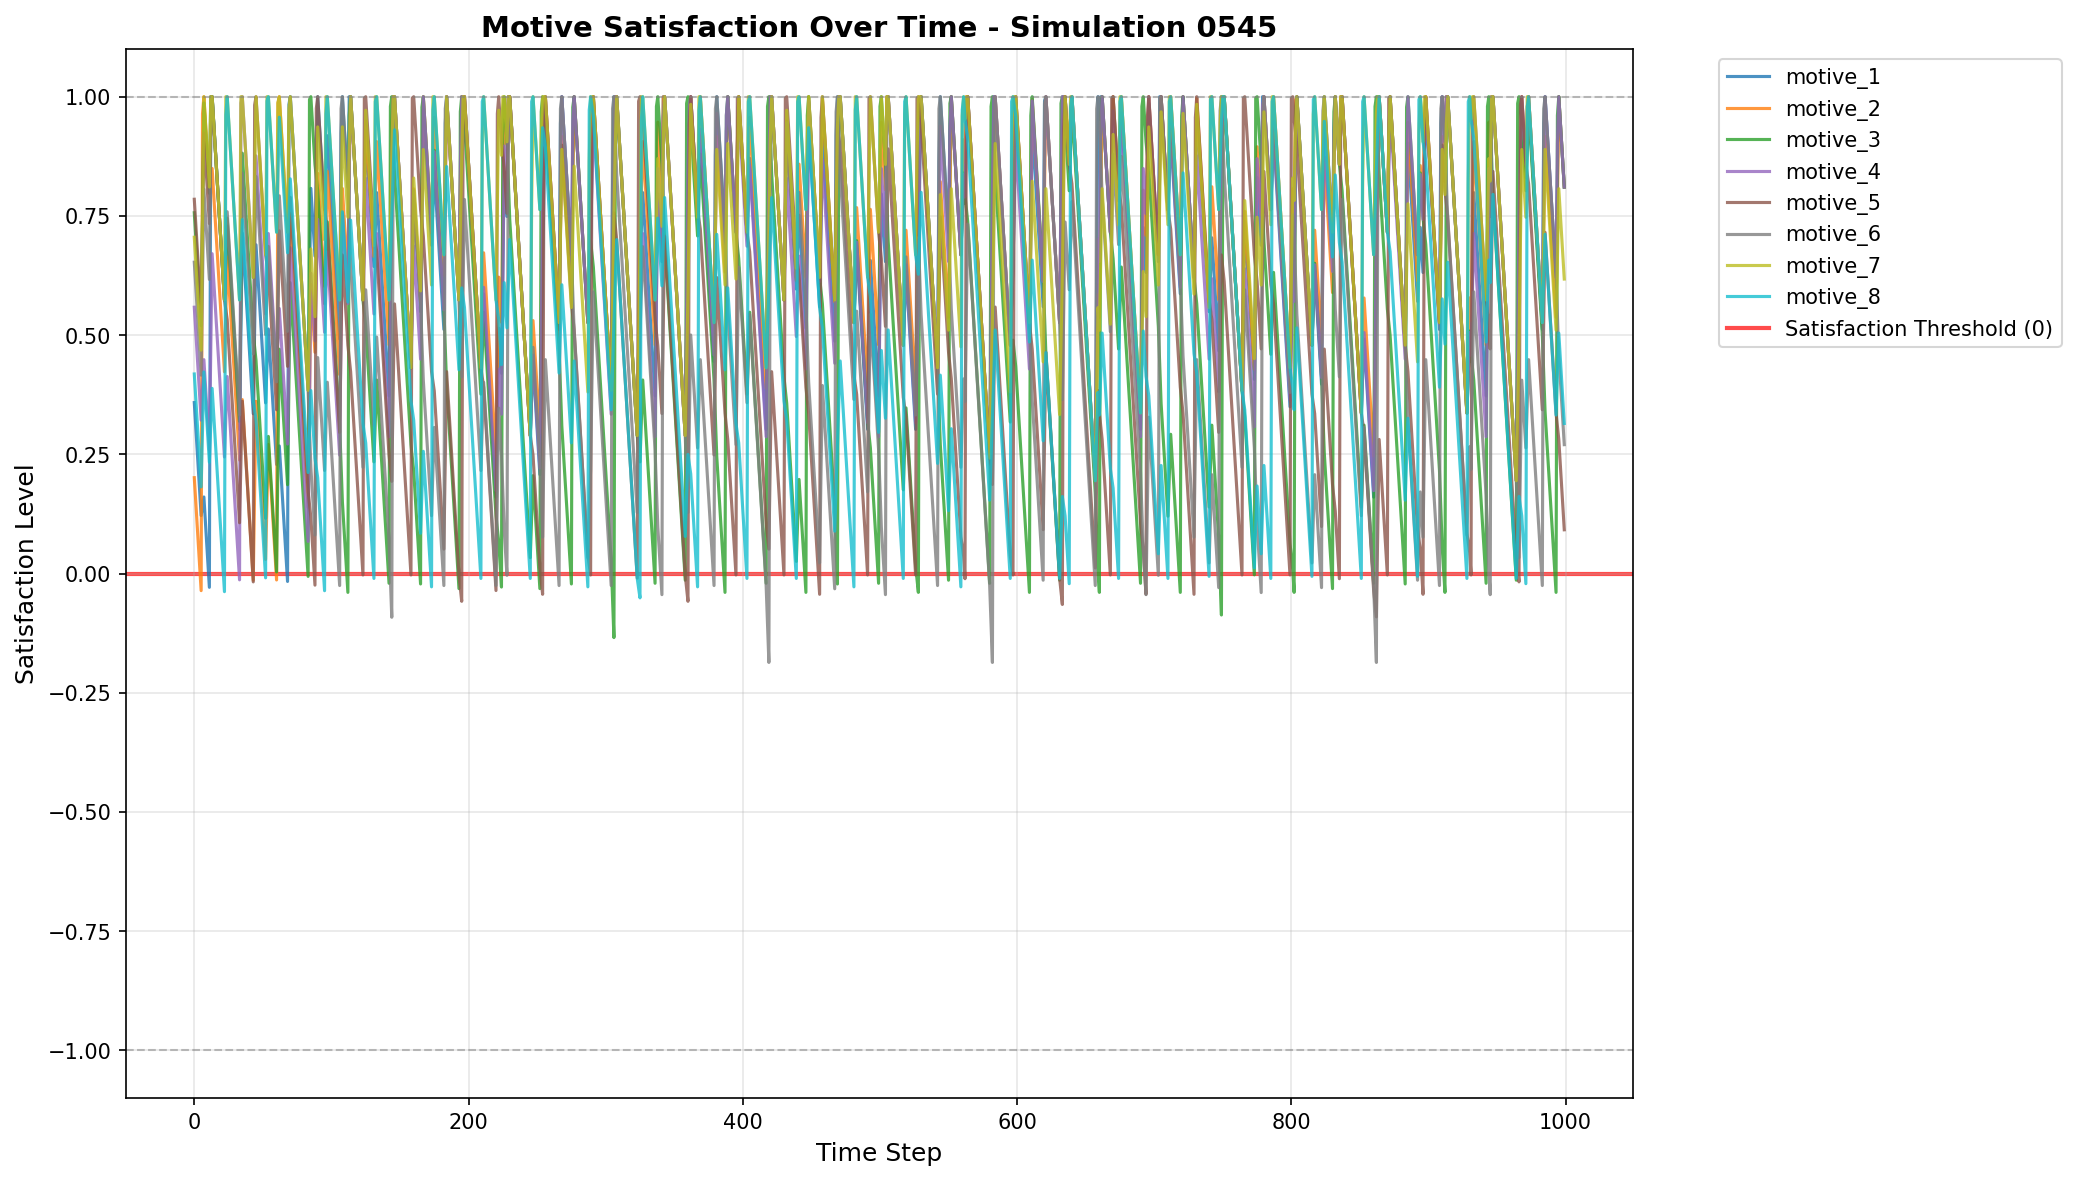 Motive Satisfaction Over Time - Simulation 0545
Satisfaction Level
1.00
0.75
0.50
0.25
0.00
−0.25
−0.50
−0.75
−1.00
0
200
400
600
800
1000
Time Step
motive_1
motive_2
motive_3
motive_4
motive_5
motive_6
motive_7
motive_8
Satisfaction Threshold (0)